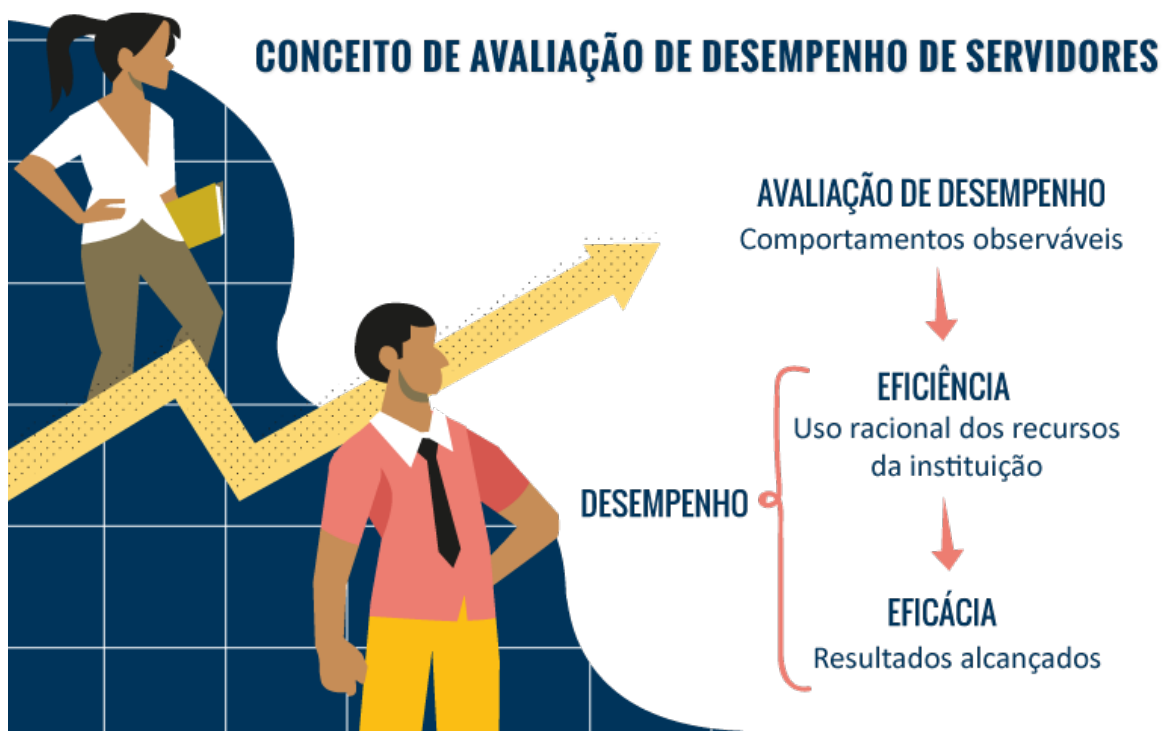 CONCEITO DE AVALIAÇÃO DE DESEMPENHO DE SERVIDORES
AVALIAÇÃO DE DESEMPENHO
Comportamentos observáveis
EFICIÊNCIA
Uso racional dos recursos
da instituição
DESEMPENHO
EFICÁCIA
Resultados alcançados